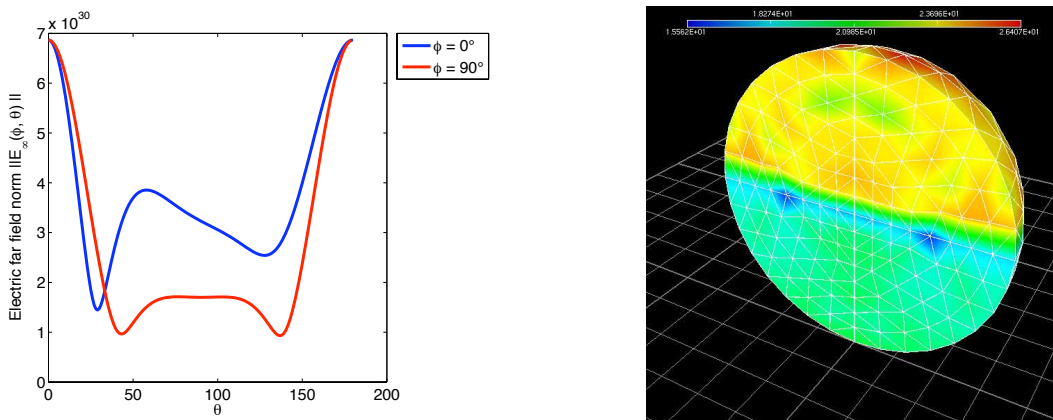 7 x 10^30
6
5
4
3
2
1
0
0 50 100 150 200
θ
Electric far field norm ||E∞(ϕ, θ) ||
ϕ = 0°
ϕ = 90°
1.8274E+01 2.3696E+01
1.5562E+01 2.0985E+01 2.6407E+01